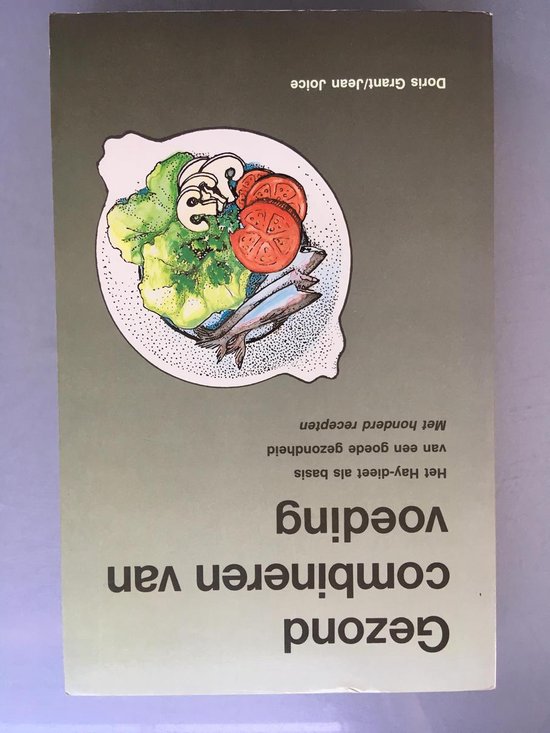 Gezond
combineren van
voeding
Het Hay-dieet als basis
van een goede gezondheid
Met honderd recepten
Doris Grant/Jean Joice